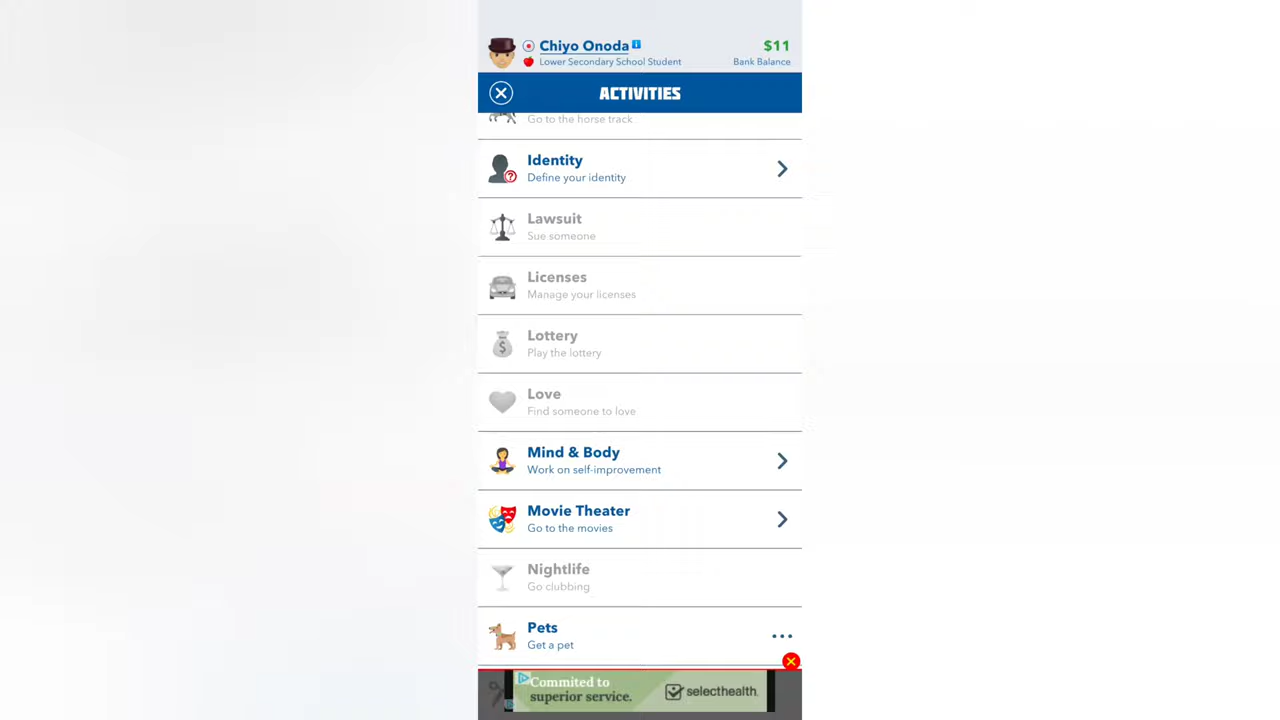 Chiyo Onoda
$11
Lower Secondary School Student
Bank Balance
ACTIVITIES
Go to the horse track
Identity
Define your identity
Lawsuit
Sue someone
Licenses
Manage your licenses
Lottery
Play the lottery
Love
Find someone to love
Mind & Body
Work on self-improvement
Movie Theater
Go to the movies
Nightlife
Go clubbing
Pets
Get a pet
Commited to
superior service.
selecthealth.